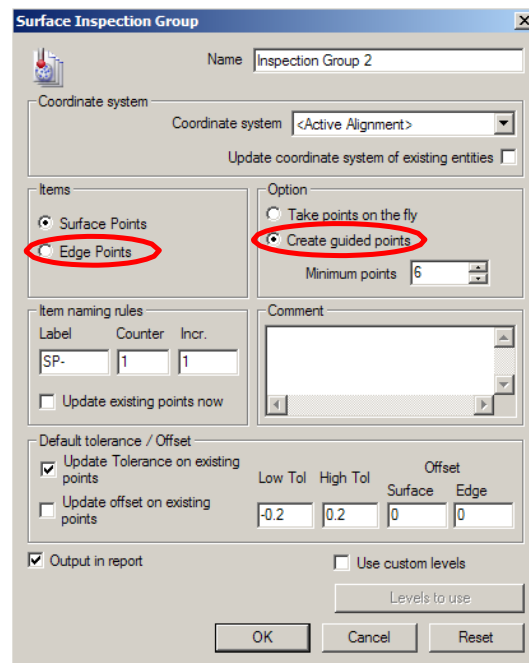 Surface Inspection Group
Name Inspection Group 2
Coordinate system
Coordinate system <Active Alignment>
Update coordinate system of existing entities
Items
Surface Points
Edge Points
Option
Take points on the fly
Create guided points
Minimum points 6
Item naming rules
Label Counter Incr.
SP- 1 1
Update existing points now
Comment
Default tolerance / Offset
Update Tolerance on existing
points
Update offset on existing
points
Low Tol High Tol
Offset
Surface Edge
-0.2 0.2 0 0
Output in report
Use custom levels
Levels to use
OK Cancel Reset